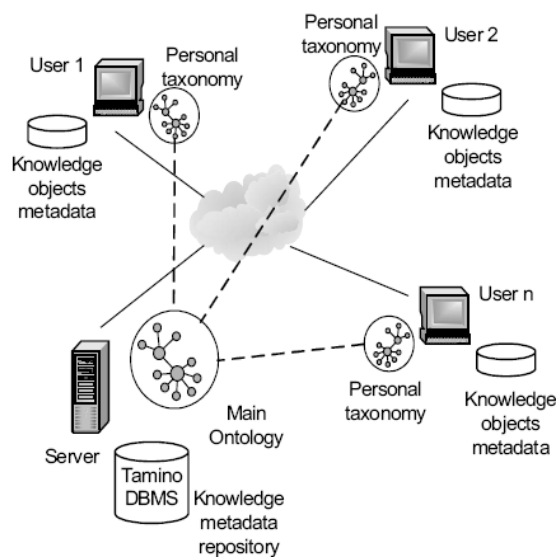 User 1
Personal
taxonomy
Knowledge
objects
metadata
Personal
taxonomy
User 2
Knowledge
objects
metadata
User n
Personal
taxonomy
Knowledge
objects
metadata
Server
Main
Ontology
Tamino
DBMS
Knowledge
metadata
repository